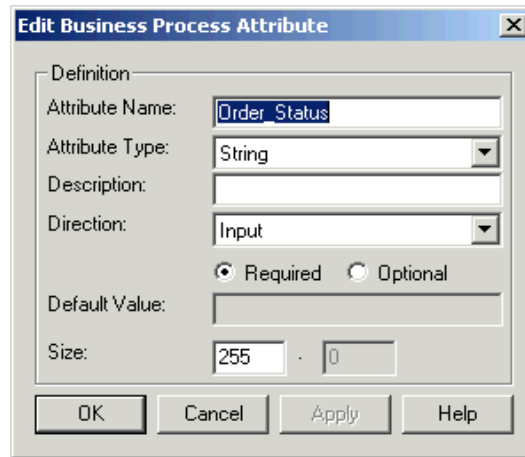 Edit Business Process Attribute
Definition
Attribute Name: Order_Status
Attribute Type: String
Description:
Direction: Input
Required Optional
Default Value:
Size: 255 . 0
OK Cancel Apply Help